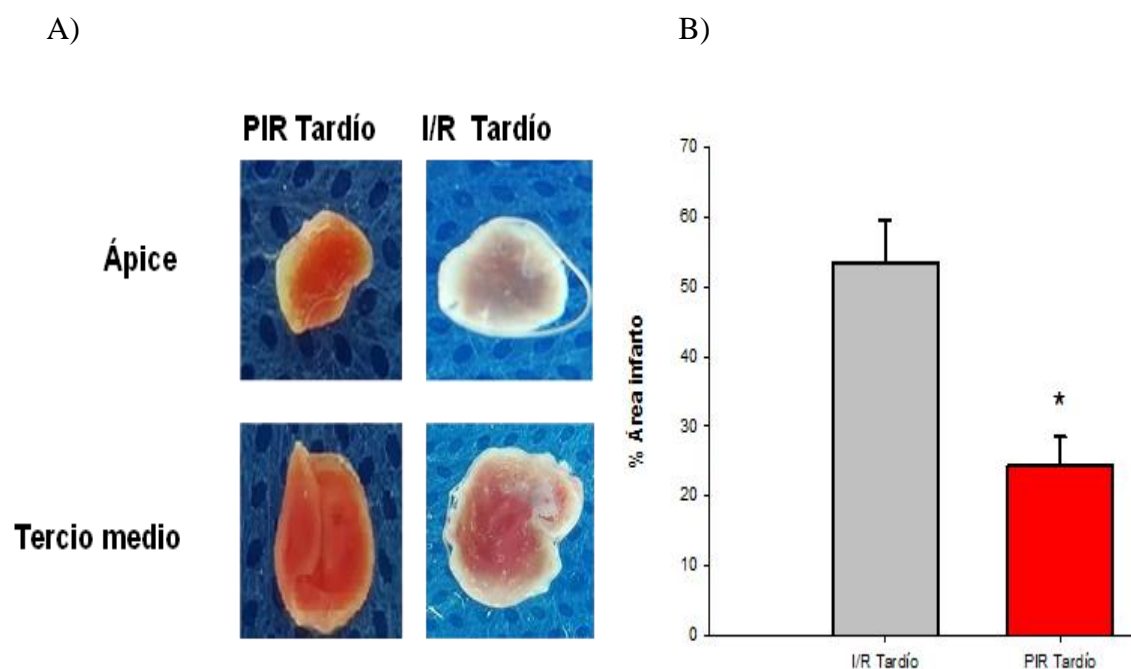 A)
B)
PIR Tardío I/R Tardío
Ápice
Tercio medio
% Área infarto
70
60
50
40
30
20
10
0
*
I/R Tardío PIR Tardío